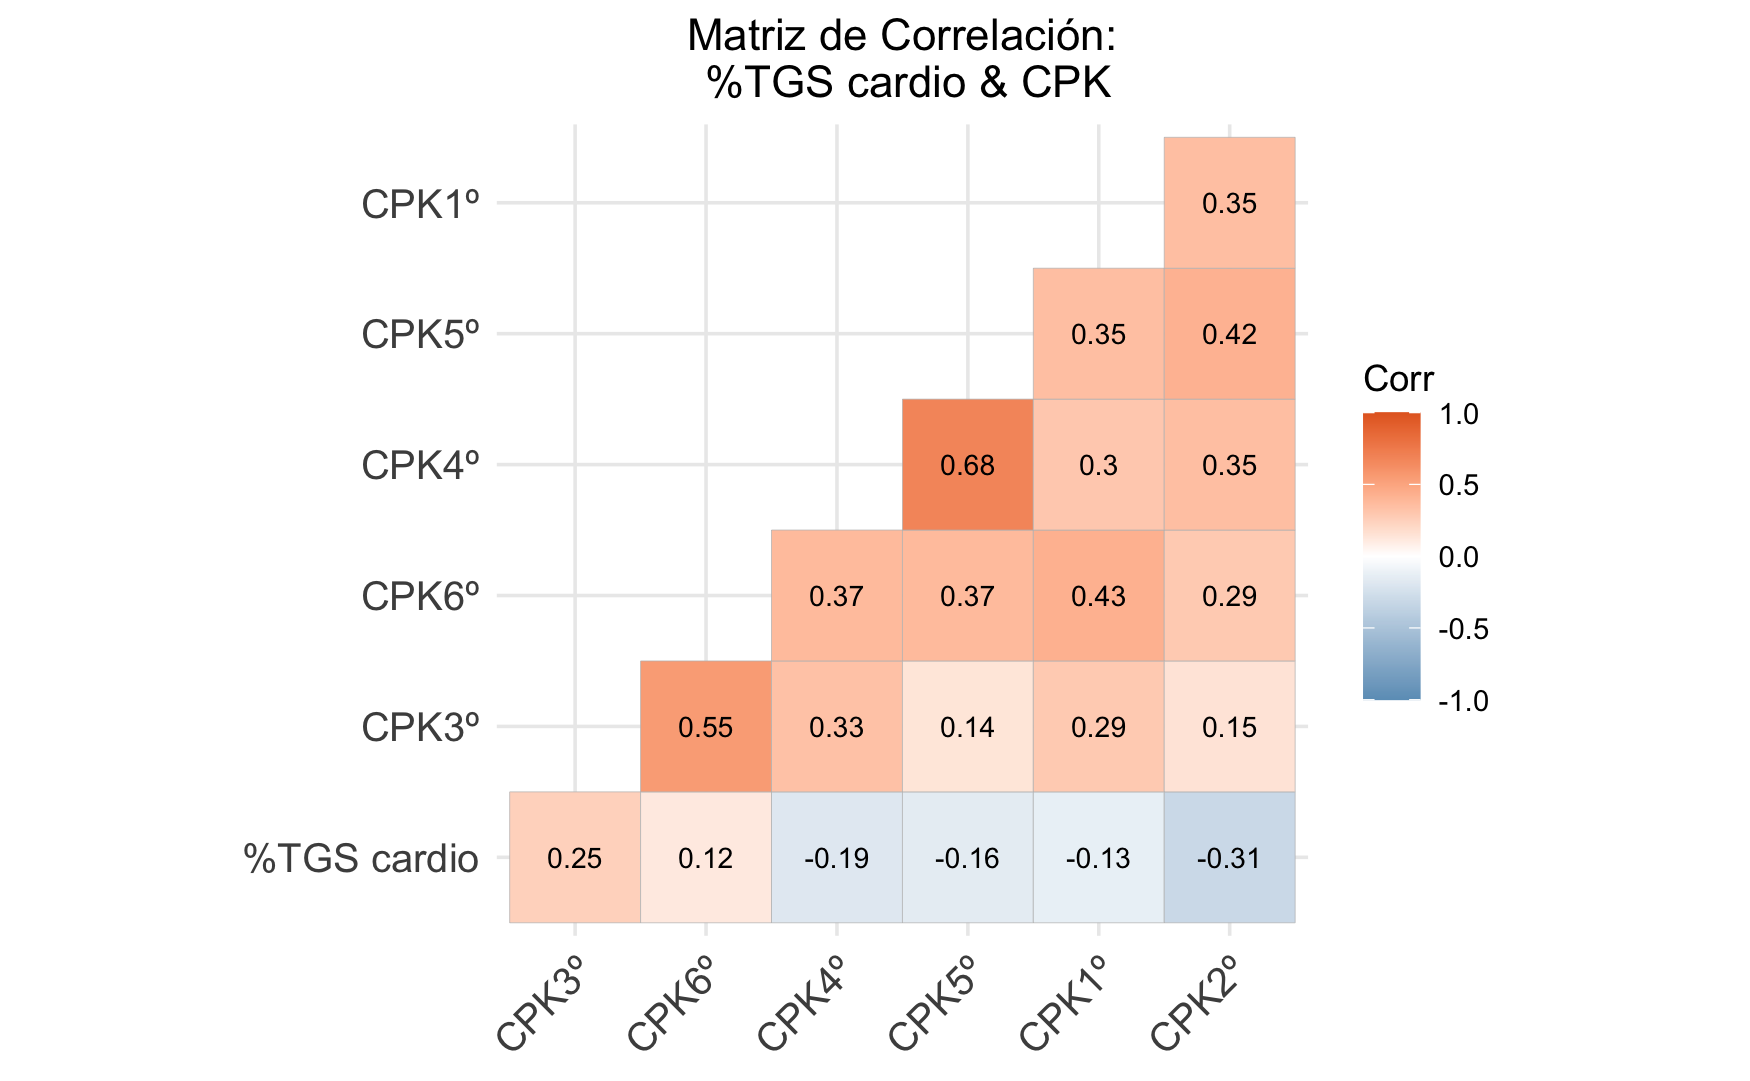 Matriz de Correlación:
%TGS cardio & CPK
CPK1º
0.35
CPK5º
0.35 0.42
CPK4º
0.68 0.3 0.35
CPK6º
0.37 0.37 0.43 0.29
CPK3º
0.55 0.33 0.14 0.29 0.15
%TGS cardio
0.25 0.12 -0.19 -0.16 -0.13 -0.31
CPK3º CPK6º CPK4º CPK5º CPK1º CPK2º
Corr
1.0
0.5
0.0
-0.5
-1.0